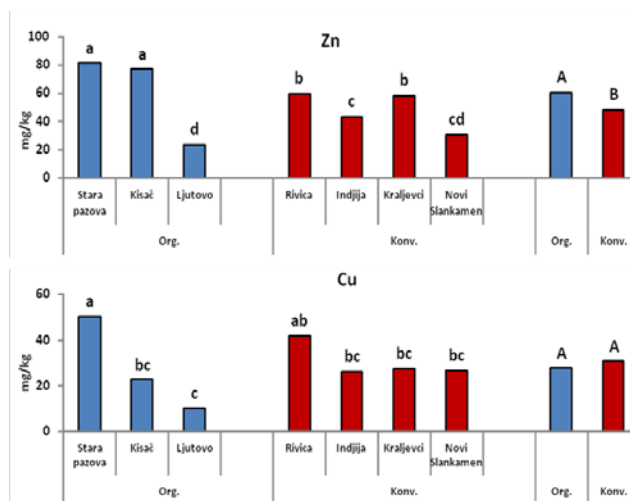 Zn
mg/kg
100
80
60
40
20
0
a a d b c b cd A B
Stara pazova Kisač Ljutovo Rivica Indjija Kraljevci Novi Slankamen
Org. Konv. Org. Konv.
Cu
mg/kg
60
40
20
0
a bc c ab bc bc bc A A
Stara pazova Kisač Ljutovo Rivica Indjija Kraljevci Novi Slankamen
Org. Konv. Org. Konv.